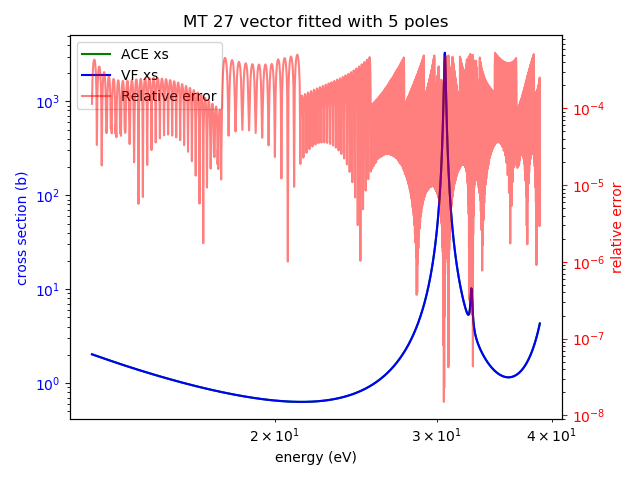 MT 27 vector fitted with 5 poles
ACE xs
VF xs
Relative error
10³
10²
10¹
10⁰
cross section (b)
10⁻⁴
10⁻⁵
10⁻⁶
10⁻⁷
10⁻⁸
relative error
2×10¹ 3×10¹ 4×10¹
energy (eV)